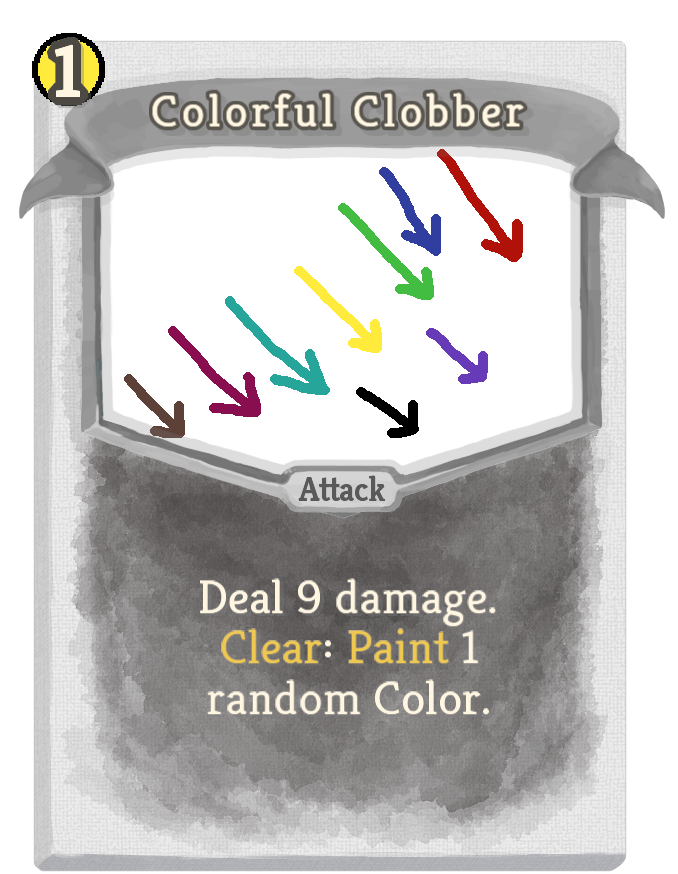 1
Colorful Clobber
Attack
Deal 9 damage.
Clear: Paint 1
random Color.